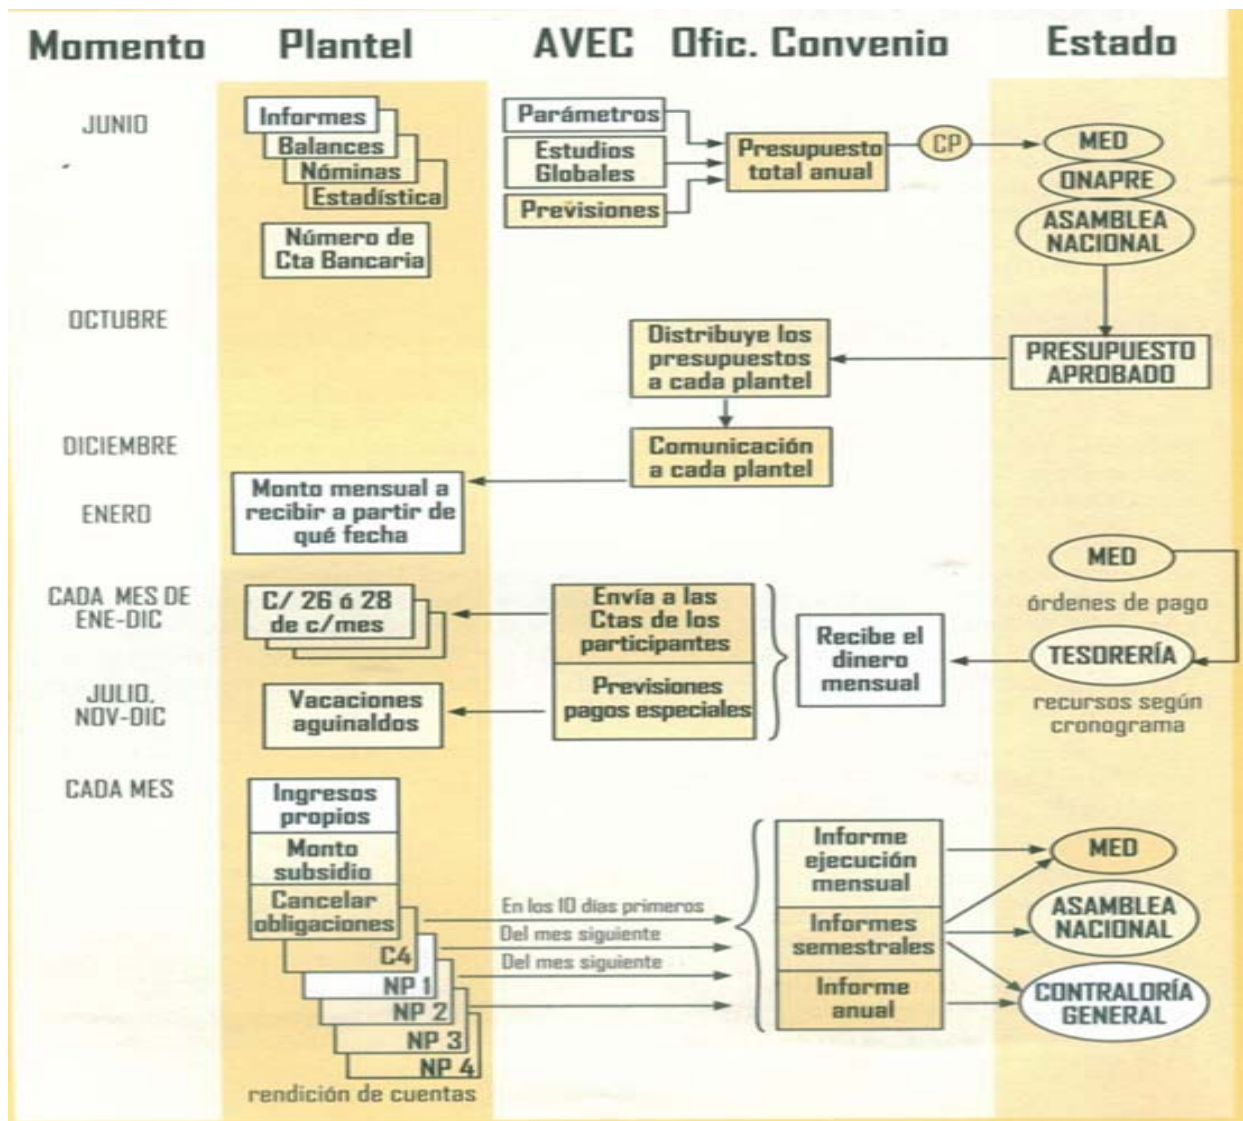 Momento
Plantel
AVEC
Ofic. Convenio
Estado
JUNIO
Informes
Balances
Nóminas
Estadística
Número de
Cta Bancaria
Parámetros
Estudios
Globales
Previsiones
Presupuesto
total anual
CP
MED
ONAPRE
ASAMBLEA
NACIONAL
OCTUBRE
Distribuye los
presupuestos
a cada plantel
PRESUPUESTO
APROBADO
DICIEMBRE
Comunicación
a cada plantel
ENERO
Monto mensual a
recibir a partir de
qué fecha
CADA MES DE
ENE-DIC
C/ 26 ó 28
de c/mes
Envía a las
Ctas de los
participantes
Recibe el
dinero
mensual
MED
órdenes de pago
TESORERÍA
recursos según
cronograma
JULIO,
NOV-DIC
Vacaciones
aguinaldos
Previsiones
pagos especiales
CADA MES
Ingresos
propios
Monto
subsidio
Cancelar
obligaciones
C4
NP 1
NP 2
NP 3
NP 4
rendición de cuentas
En los 10 días primeros
Del mes siguiente
Del mes siguiente
Informe
ejecución
mensual
Informes
semestrales
Informe
anual
MED
ASAMBLEA
NACIONAL
CONTRALORÍA
GENERAL